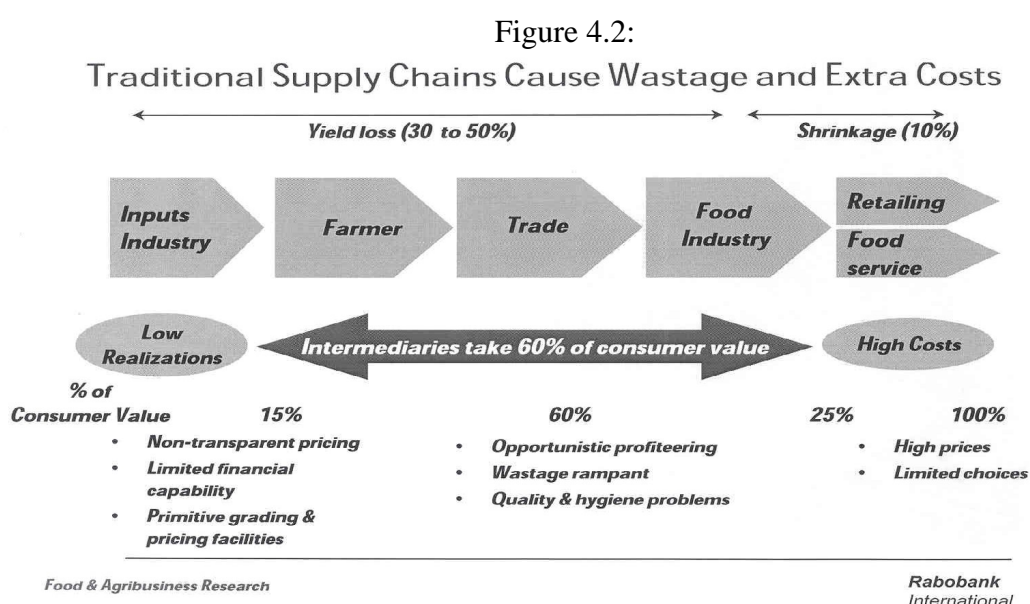 Figure 4.2:
Traditional Supply Chains Cause Wastage and Extra Costs
Yield loss (30 to 50%)
Shrinkage (10%)
Inputs
Industry
Farmer
Trade
Food
Industry
Retailing
Food
service
Low
Realizations
Intermediaries take 60% of consumer value
High Costs
% of
Consumer Value 15% 60% 25% 100%
• Non-transparent pricing
• Limited financial
capability
• Primitive grading &
pricing facilities
• Opportunistic profiteering
• Wastage rampant
• Quality & hygiene problems
• High prices
• Limited choices
Food & Agribusiness Research
Rabobank
International